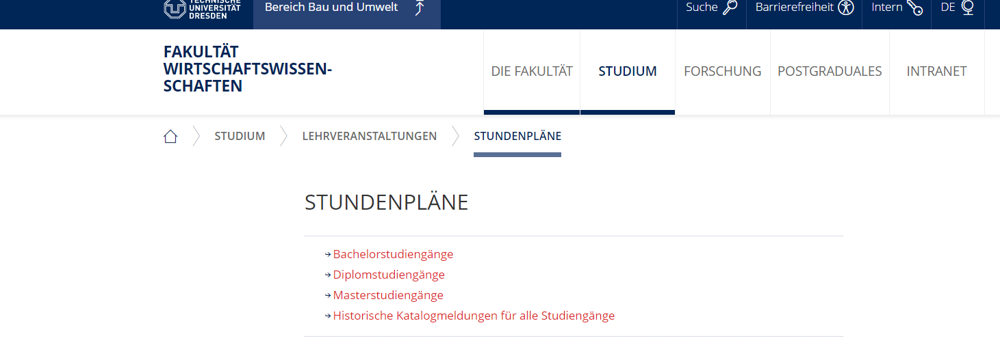 TECHNISCHE
UNIVERSITÄT
DRESDEN
Bereich Bau und Umwelt
Suche
Barrierefreiheit
Intern
DE
FAKULTÄT
WIRTSCHAFTSWISSEN-
SCHAFTEN
DIE FAKULTÄT
STUDIUM
FORSCHUNG
POSTGRADUALES
INTRANET
STUDIUM
LEHRVERANSTALTUNGEN
STUNDENPLÄNE
STUNDENPLÄNE
Bachelorstudiengänge
Diplomstudiengänge
Masterstudiengänge
Historische Katalogmeldungen für alle Studiengänge